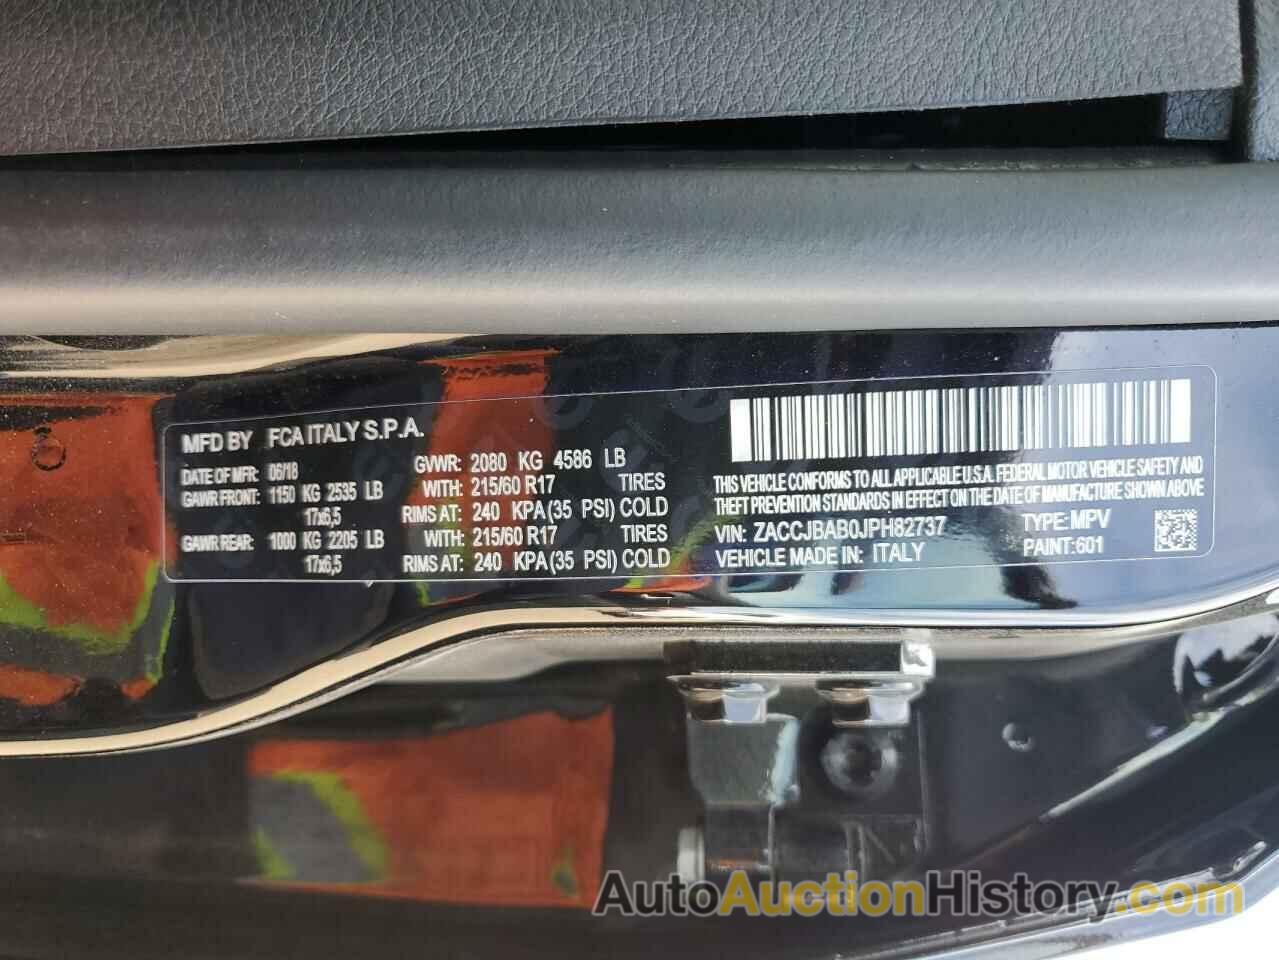 MFD BY FCA ITALY S.P.A.
DATE OF MFR: 06/18
GAWR FRONT: 1150 KG 2535 LB
17x6,5
GAWR REAR: 1000 KG 2205 LB
17x6,5
GVWR: 2080 KG 4586 LB
WITH: 215/60 R17 TIRES
RIMS AT: 240 KPA (35 PSI) COLD
WITH: 215/60 R17 TIRES
RIMS AT: 240 KPA (35 PSI) COLD
THIS VEHICLE CONFORMS TO ALL APPLICABLE U.S.A. FEDERAL MOTOR VEHICLE SAFETY AND
THEFT PREVENTION STANDARDS IN EFFECT ON THE DATE OF MANUFACTURE SHOWN ABOVE
VIN: ZACCJBAB0JPH82737 TYPE: MPV
VEHICLE MADE IN: ITALY PAINT: 601
AutoAuctionHistory.com